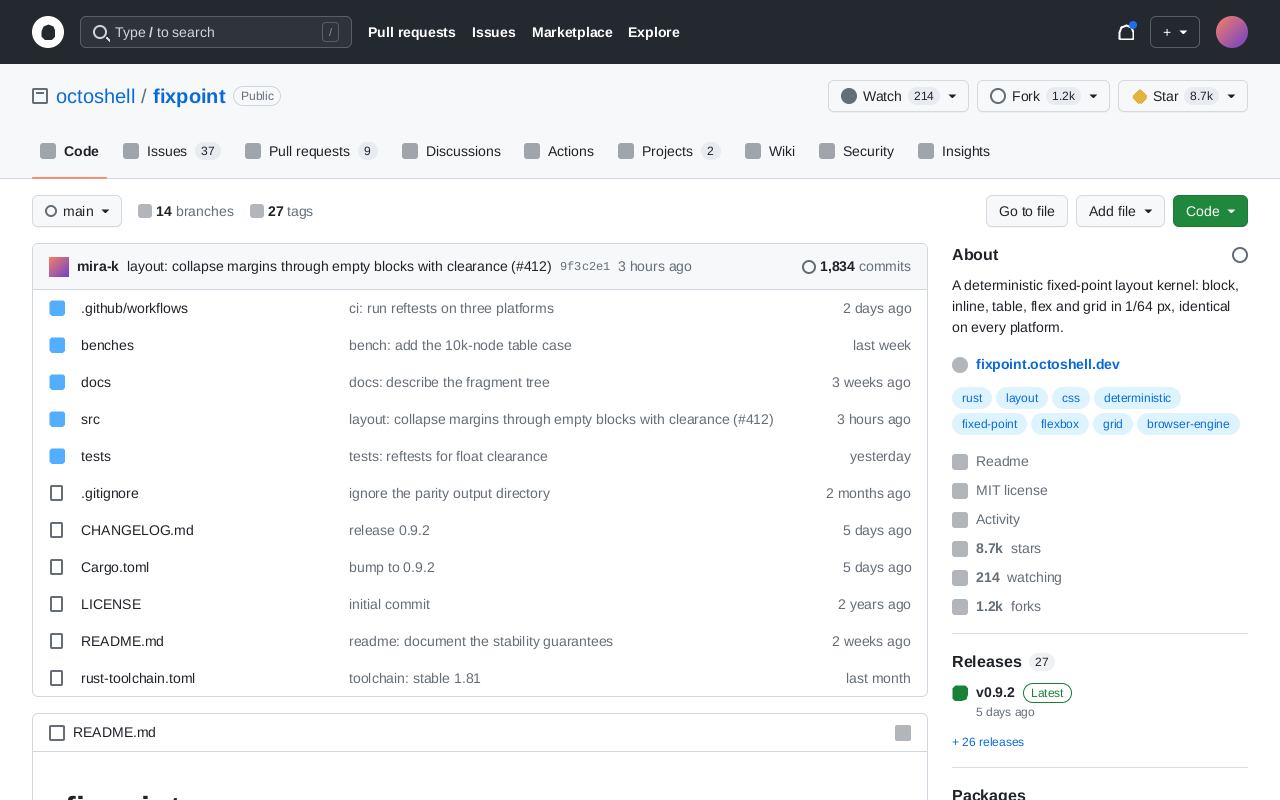 Type / to search /
Pull requests Issues Marketplace Explore
+
octoshell / fixpoint Public
Watch 214
Fork 1.2k
Star 8.7k
Code
Issues 37
Pull requests 9
Discussions
Actions
Projects 2
Wiki
Security
Insights
main
14 branches
27 tags
Go to file
Add file
Code
mira-k layout: collapse margins through empty blocks with clearance (#412) 9f3c2e1 3 hours ago 1,834 commits
.github/workflows ci: run reftests on three platforms 2 days ago
benches bench: add the 10k-node table case last week
docs docs: describe the fragment tree 3 weeks ago
src layout: collapse margins through empty blocks with clearance (#412) 3 hours ago
tests tests: reftests for float clearance yesterday
.gitignore ignore the parity output directory 2 months ago
CHANGELOG.md release 0.9.2 5 days ago
Cargo.toml bump to 0.9.2 5 days ago
LICENSE initial commit 2 years ago
README.md readme: document the stability guarantees 2 weeks ago
rust-toolchain.toml toolchain: stable 1.81 last month
README.md
fixpoint
About
A deterministic fixed-point layout kernel: block,
inline, table, flex and grid in 1/64 px, identical
on every platform.
fixpoint.octoshell.dev
rust layout css deterministic
fixed-point flexbox grid browser-engine
Readme
MIT license
Activity
8.7k stars
214 watching
1.2k forks
Releases 27
v0.9.2 Latest
5 days ago
+ 26 releases
Packages